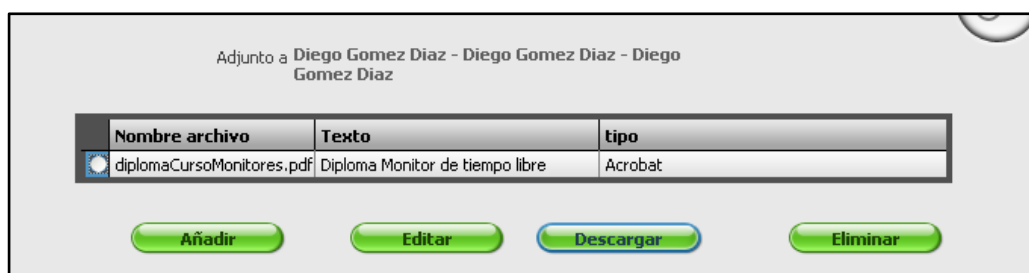 Adjunto a Diego Gomez Diaz - Diego Gomez Diaz - Diego
Gomez Diaz
Nombre archivo Texto tipo
diplomaCursoMonitores.pdf Diploma Monitor de tiempo libre Acrobat
Añadir Editar Descargar Eliminar